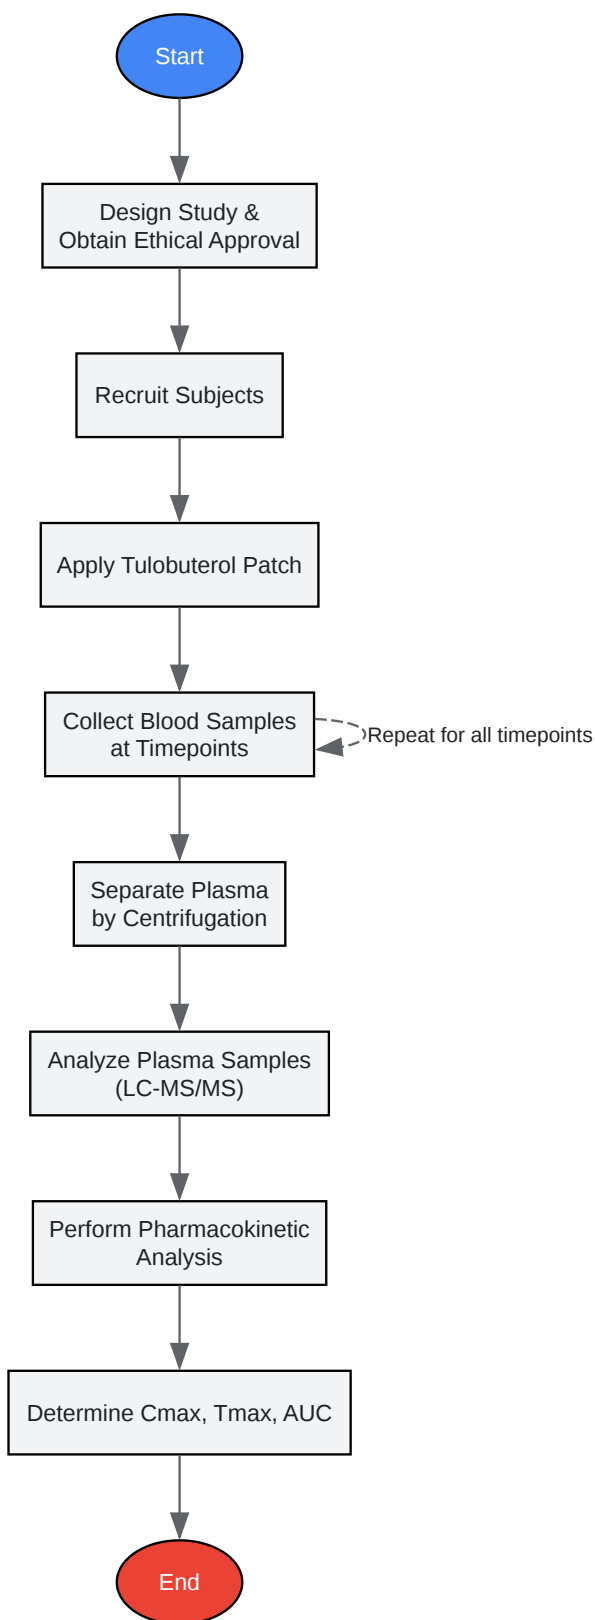 Start
Design Study &
Obtain Ethical Approval
Recruit Subjects
Apply Tulobuterol Patch
Collect Blood Samples
at Timepoints
Repeat for all timepoints
Separate Plasma
by Centrifugation
Analyze Plasma Samples
(LC-MS/MS)
Perform Pharmacokinetic
Analysis
Determine Cmax, Tmax, AUC
End